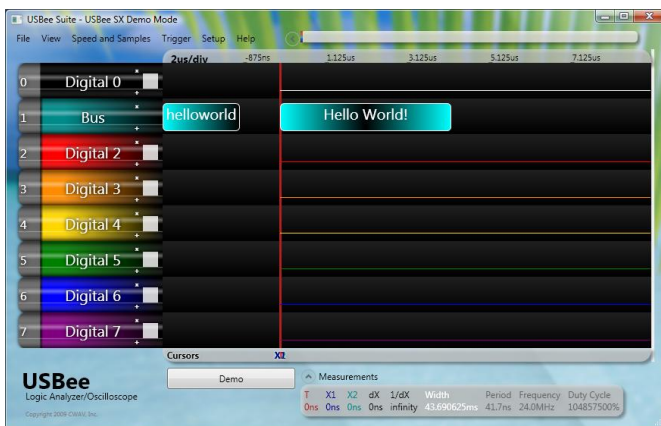 USBee Suite - USBee SX Demo Mode
File View Speed and Samples Trigger Setup Help
2us/div -875ns 1.125us 3.125us 5.125us 7.125us
0 Digital 0
1 Bus helloworld Hello World!
2 Digital 2
3 Digital 3
4 Digital 4
5 Digital 5
6 Digital 6
7 Digital 7
Cursors
Demo
Measurements
T X1 X2 dX 1/dX Width Period Frequency Duty Cycle
0ns 0ns 0ns 0ns infinity 43.690625ms 41.7ns 24.0MHz 104857500%
USBee
Logic Analyzer/Oscilloscope
Copyright 2009 CWAV, Inc.